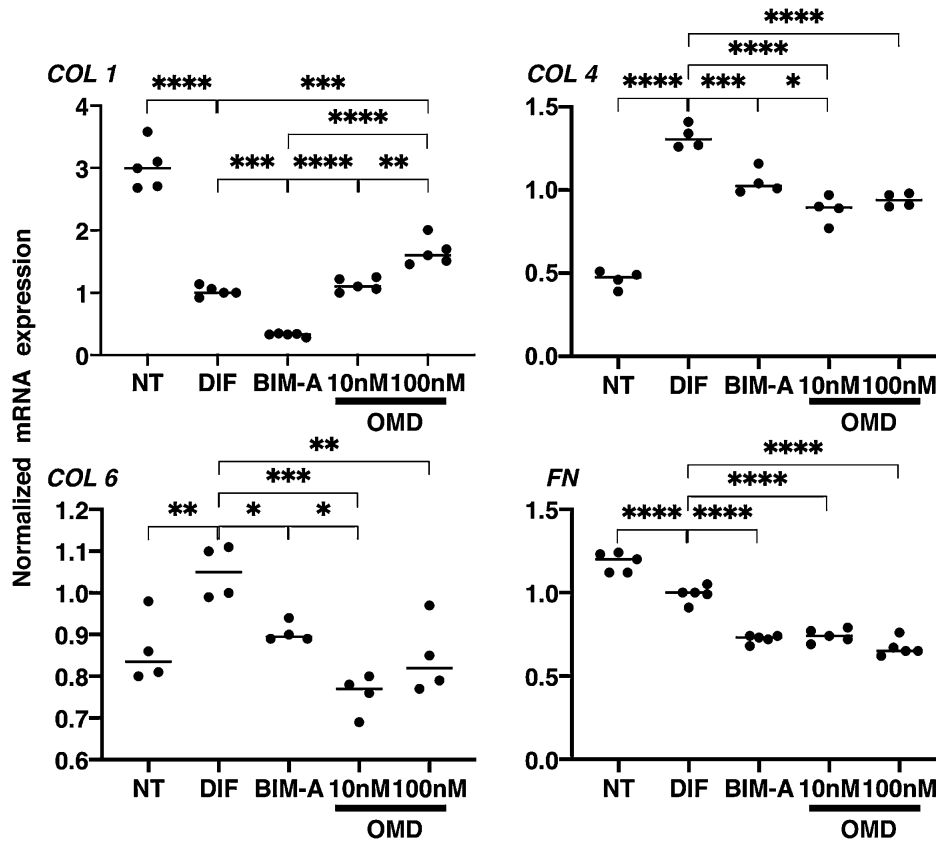 Normalized mRNA expression
COL 1
**** ***
****
*** **** **
4
3
2
1
0
NT DIF BIM-A 10nM 100nM
OMD
COL 4
****
****
**** *** *
1.5
1.0
0.5
0.0
NT DIF BIM-A 10nM 100nM
OMD
COL 6
**
***
** * *
1.2
1.1
1.0
0.9
0.8
0.7
0.6
NT DIF BIM-A 10nM 100nM
OMD
FN
****
****
**** ****
1.5
1.0
0.5
0.0
NT DIF BIM-A 10nM 100nM
OMD